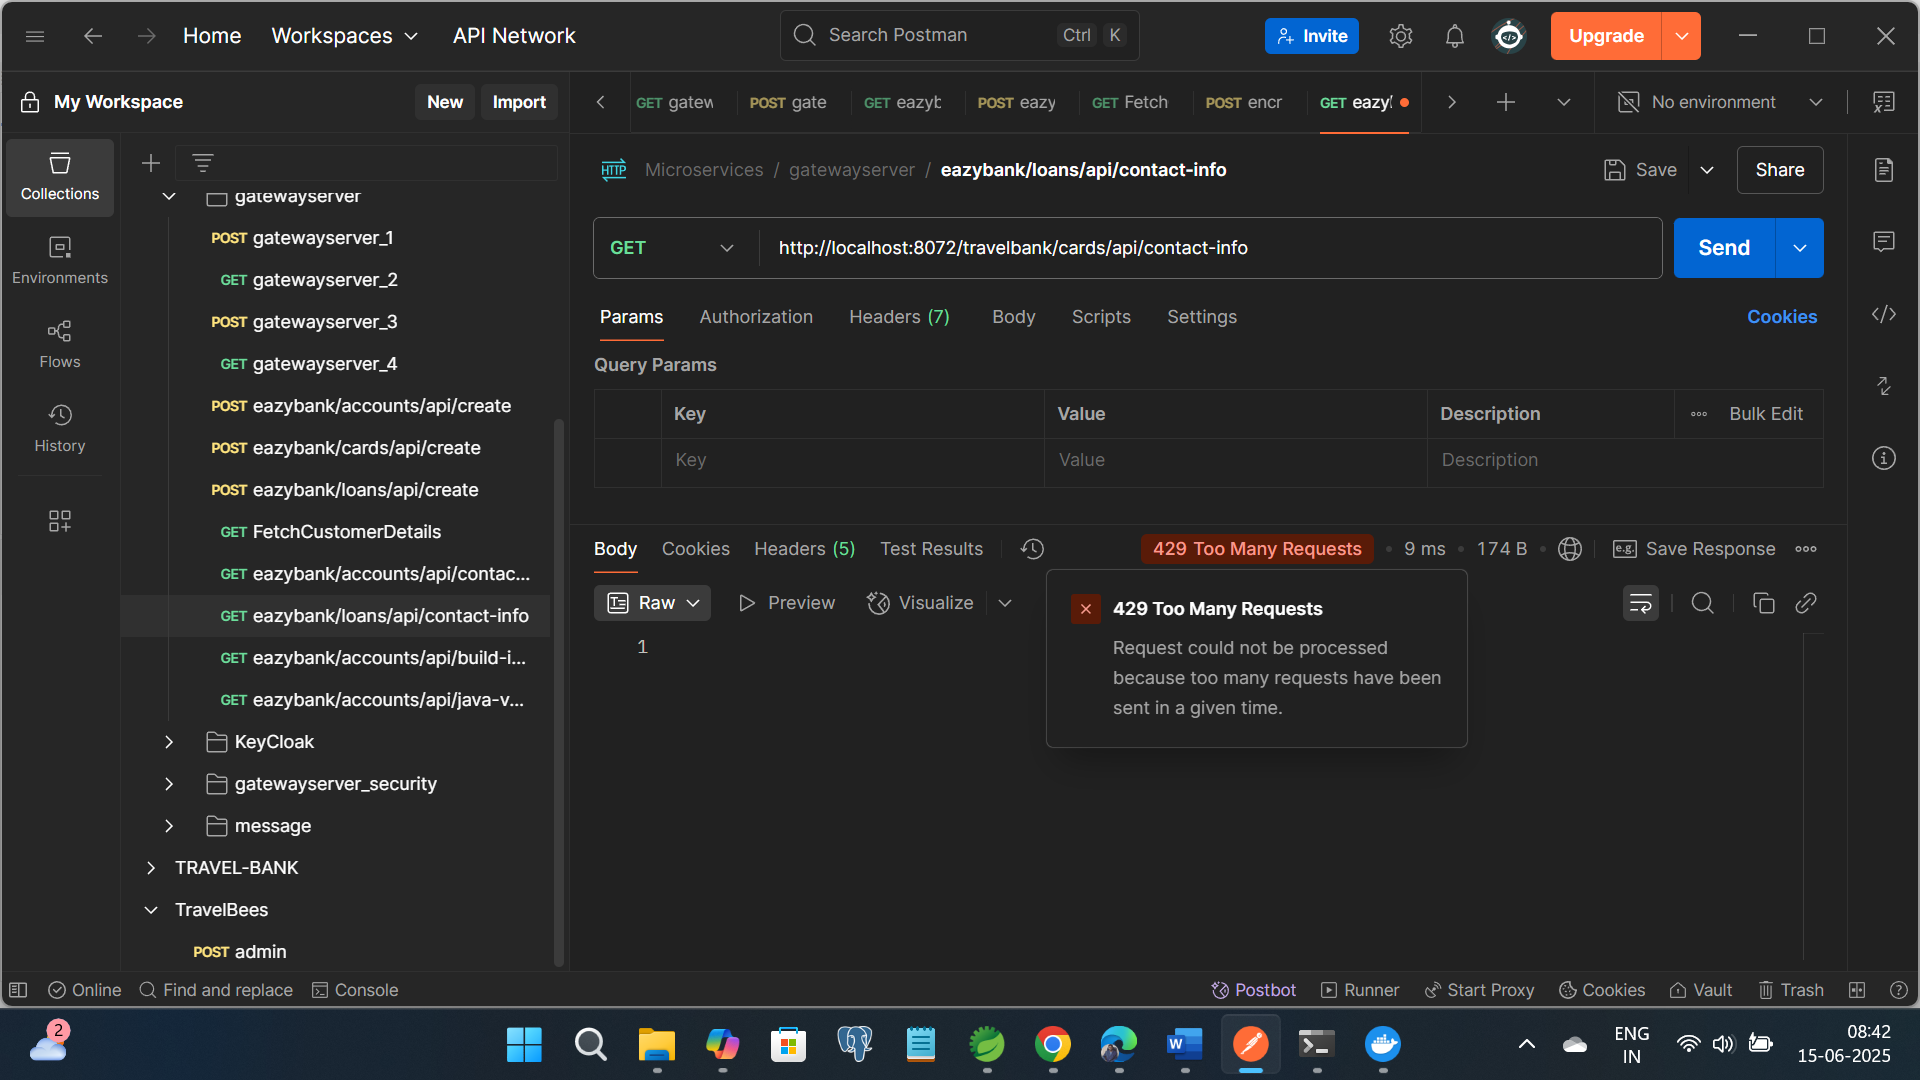 Home
Workspaces
API Network
Search Postman
Ctrl K
Invite
Upgrade
My Workspace
New
Import
GET gatew
POST gate
GET eazyb
POST eazy
GET Fetch
POST encr
GET eazyl
No environment
Collections
Environments
Flows
History
gatewayserver
POST gatewayserver_1
GET gatewayserver_2
POST gatewayserver_3
GET gatewayserver_4
POST eazybank/accounts/api/create
POST eazybank/cards/api/create
POST eazybank/loans/api/create
GET FetchCustomerDetails
GET eazybank/accounts/api/contac...
GET eazybank/loans/api/contact-info
GET eazybank/accounts/api/build-i...
GET eazybank/accounts/api/java-v...
KeyCloak
gatewayserver_security
message
TRAVEL-BANK
TravelBees
POST admin
HTTP Microservices / gatewayserver / eazybank/loans/api/contact-info
Save
Share
GET
http://localhost:8072/travelbank/cards/api/contact-info
Send
Params
Authorization
Headers (7)
Body
Scripts
Settings
Cookies
Query Params
Key
Value
Description
Bulk Edit
Key
Value
Description
Body
Cookies
Headers (5)
Test Results
429 Too Many Requests
9 ms
174 B
e.g. Save Response
Raw
Preview
Visualize
1
429 Too Many Requests
Request could not be processed
because too many requests have been
sent in a given time.
Online
Find and replace
Console
Postbot
Runner
Start Proxy
Cookies
Vault
Trash
2
W
ENG
IN
08:42
15-06-2025